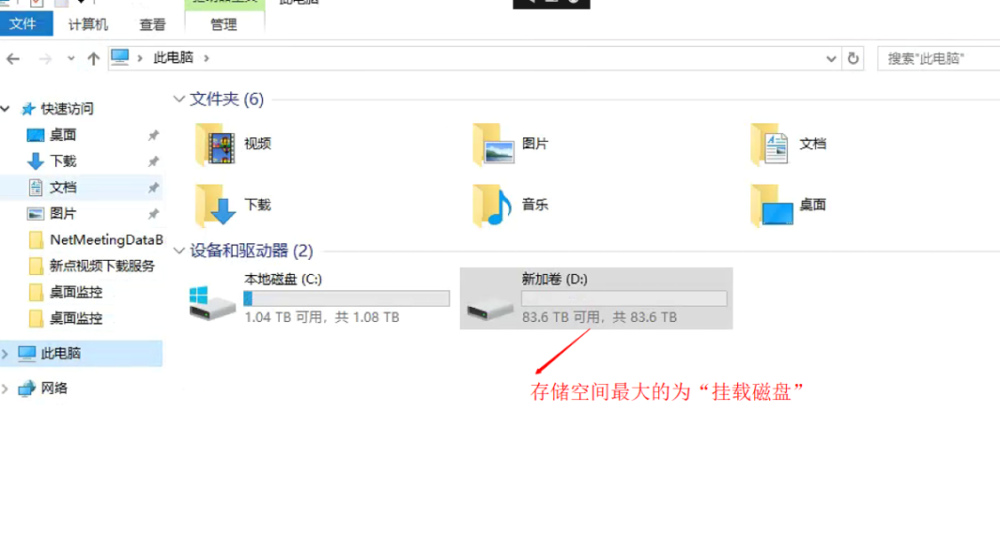 此电脑
文件 计算机 查看 管理
此电脑
搜索"此电脑"
快速访问
桌面
下载
文档
图片
NetMeetingDataB
新点视频下载服务
桌面监控
桌面监控
此电脑
网络
文件夹 (6)
视频 图片 文档
下载 音乐 桌面
设备和驱动器 (2)
本地磁盘 (C:)
1.04 TB 可用，共 1.08 TB
新加卷 (D:)
83.6 TB 可用，共 83.6 TB
存储空间最大的为“挂载磁盘”